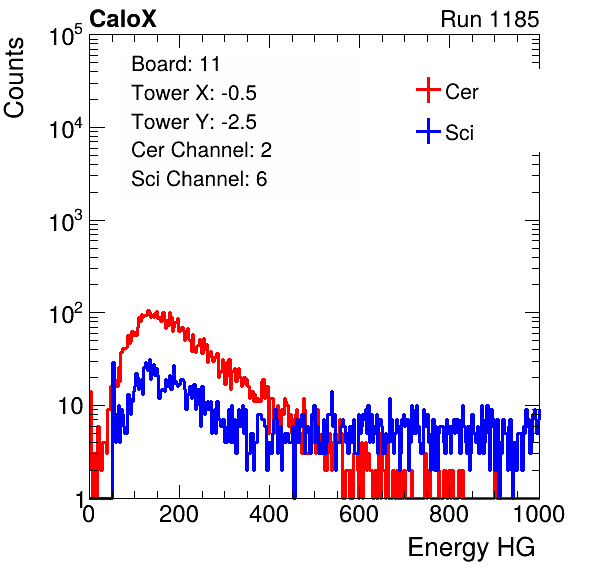 CaloX Run 1185
Counts
10^5
10^4
10^3
10^2
10
1
Board: 11
Tower X: -0.5
Tower Y: -2.5
Cer Channel: 2
Sci Channel: 6
Cer
Sci
0 200 400 600 800 1000
Energy HG